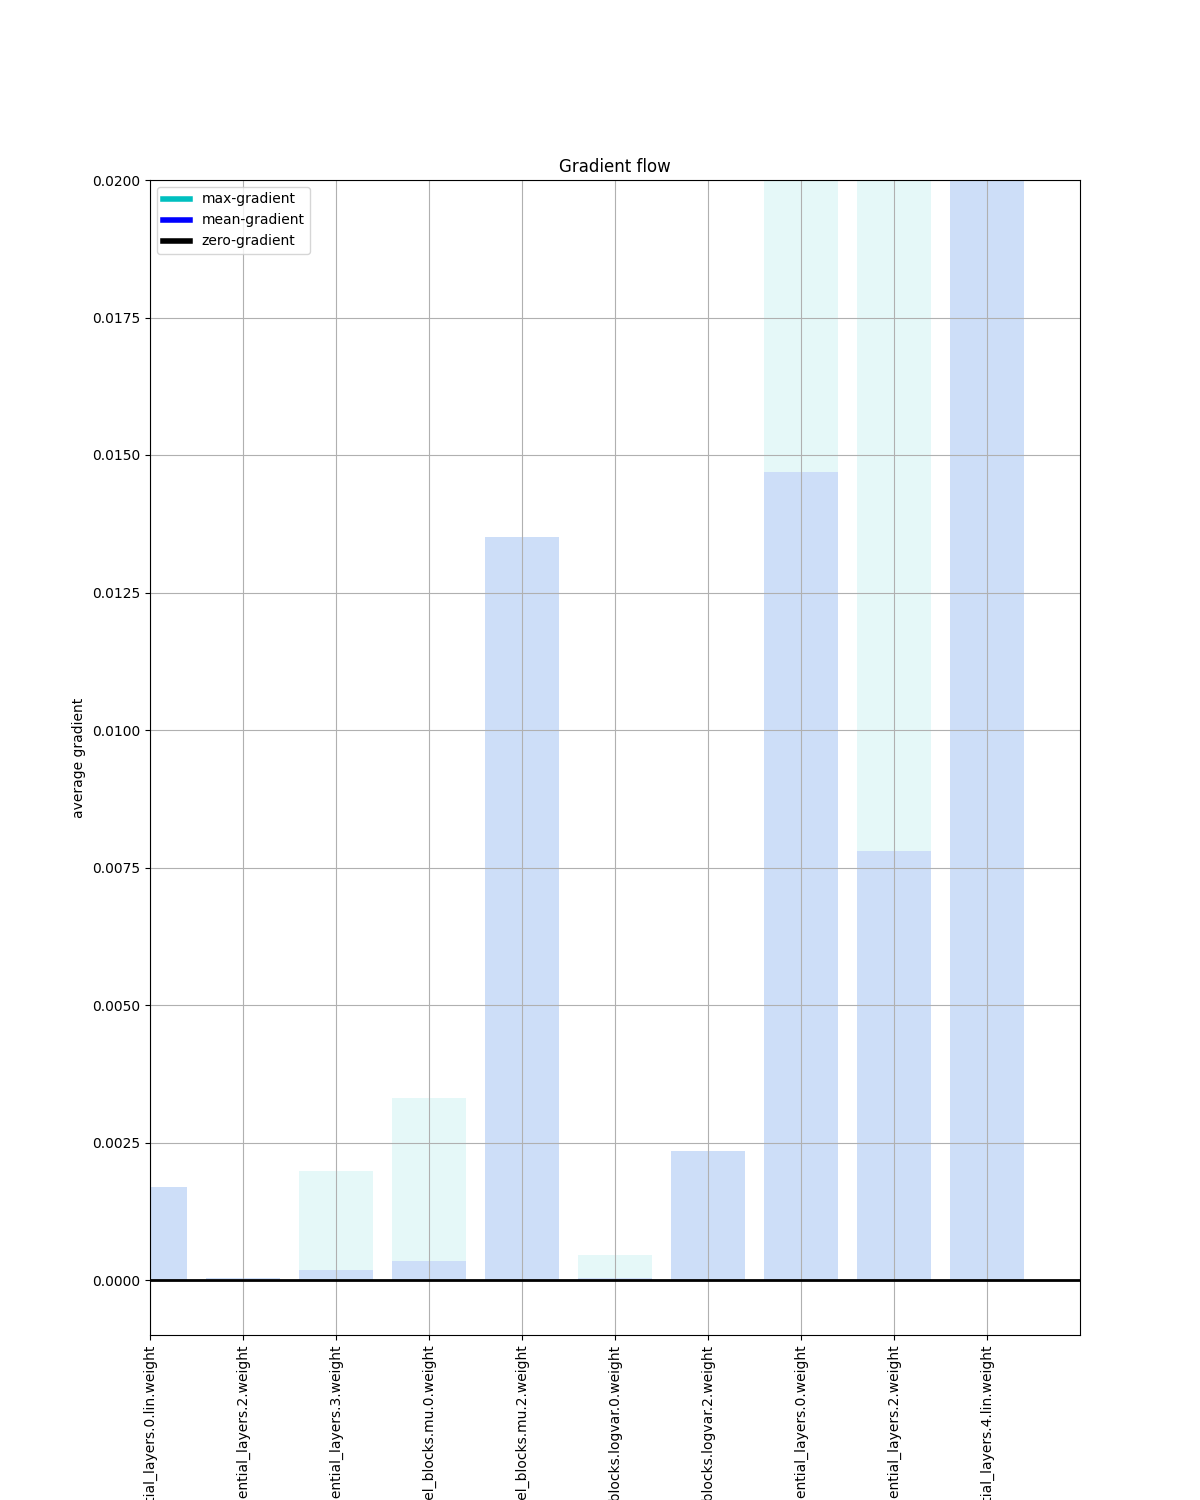 Gradient flow
max-gradient
mean-gradient
zero-gradient
0.0200
0.0175
0.0150
0.0125
0.0100
0.0075
0.0050
0.0025
0.0000
average gradient
tial_layers.0.lin.weight
ential_layers.2.weight
ential_layers.3.weight
el_blocks.mu.0.weight
el_blocks.mu.2.weight
blocks.logvar.0.weight
blocks.logvar.2.weight
ential_layers.0.weight
ential_layers.2.weight
tial_layers.4.lin.weight